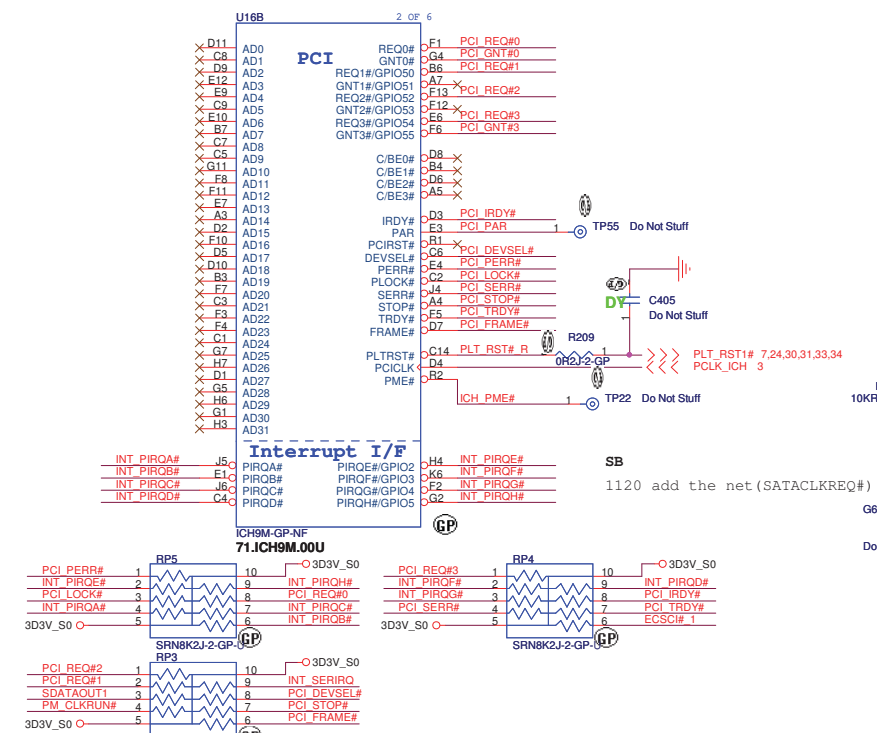 U16B 2 OF 6
PCI
D11 AD0 REQ0# F1 PCI_REQ#0
C8 AD1 GNT0# G4 PCI_GNT#0
D9 AD2 REQ1#/GPIO50 B6 PCI_REQ#1
E12 AD3 GNT1#/GPIO51 A7
E9 AD4 REQ2#/GPIO52 F13 PCI_REQ#2
C9 AD5 GNT2#/GPIO53 F12
E10 AD6 REQ3#/GPIO54 E6 PCI_REQ#3
B7 AD7 GNT3#/GPIO55 F6 PCI_GNT#3
C7 AD8
C5 AD9 C/BE0# D8
G11 AD10 C/BE1# B4
F8 AD11 C/BE2# D6
F11 AD12 C/BE3# A5
E7 AD13
A3 AD14 IRDY# D3 PCI_IRDY#
D2 AD15 PAR E3 PCI_PAR 1 TP55 Do Not Stuff
F10 AD16 PCIRST# R1
D5 AD17 DEVSEL# C6 PCI_DEVSEL#
D10 AD18 PERR# E4 PCI_PERR#
B3 AD19 PLOCK# C2 PCI_LOCK#
F7 AD20 SERR# J4 PCI_SERR#
C3 AD21 STOP# A4 PCI_STOP#
F3 AD22 TRDY# F5 PCI_TRDY#
F4 AD23 FRAME# D7 PCI_FRAME#
C1 AD24
G7 AD25 PLTRST# C14 PLT_RST#_R
H7 AD26 PCICLK D4
D1 AD27 PME# R2
G5 AD28
H6 AD29 ICH_PME# 1 TP22 Do Not Stuff
G1 AD30
H3 AD31
DY C405
Do Not Stuff
1
R209
1
0R2J-2-GP
PLT_RST1# 7,24,30,31,33,34
PCLK_ICH 3
10KR
Interrupt I/F
INT_PIRQA# J5 PIRQA# PIRQE#/GPIO2 H4 INT_PIRQE#
INT_PIRQB# E1 PIRQB# PIRQF#/GPIO3 K6 INT_PIRQF#
INT_PIRQC# J6 PIRQC# PIRQG#/GPIO4 F2 INT_PIRQG#
INT_PIRQD# C4 PIRQD# PIRQH#/GPIO5 G2 INT_PIRQH#
SB
1120 add the net(SATACLKREQ#)
G6
Do
GP
ICH9M-GP-NF
71.ICH9M.00U
RP5
PCI_PERR# 1 10 3D3V_S0
INT_PIRQE# 2 9 INT_PIRQH#
PCI_LOCK# 3 8 PCI_REQ#0
INT_PIRQA# 4 7 INT_PIRQC#
3D3V_S0 5 6 INT_PIRQB#
SRN8K2J-2-GP-U GP
RP4
PCI_REQ#3 1 10 3D3V_S0
INT_PIRQF# 2 9 INT_PIRQD#
INT_PIRQG# 3 8 PCI_IRDY#
PCI_SERR# 4 7 PCI_TRDY#
3D3V_S0 5 6 ECSCI#_1
SRN8K2J-2-GP-U GP
RP3
PCI_REQ#2 1 10 3D3V_S0
PCI_REQ#1 2 9 INT_SERIRQ
SDATAOUT1 3 8 PCI_DEVSEL#
PM_CLKRUN# 4 7 PCI_STOP#
3D3V_S0 5 6 PCI_FRAME#